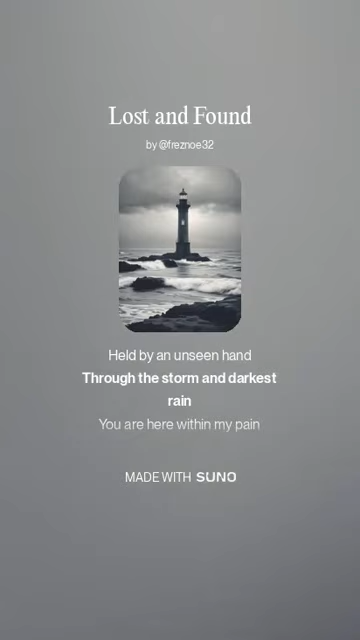 Lost and Found
by @freznoe32
Held by an unseen hand
Through the storm and darkest
rain
You are here within my pain
MADE WITH SUNO